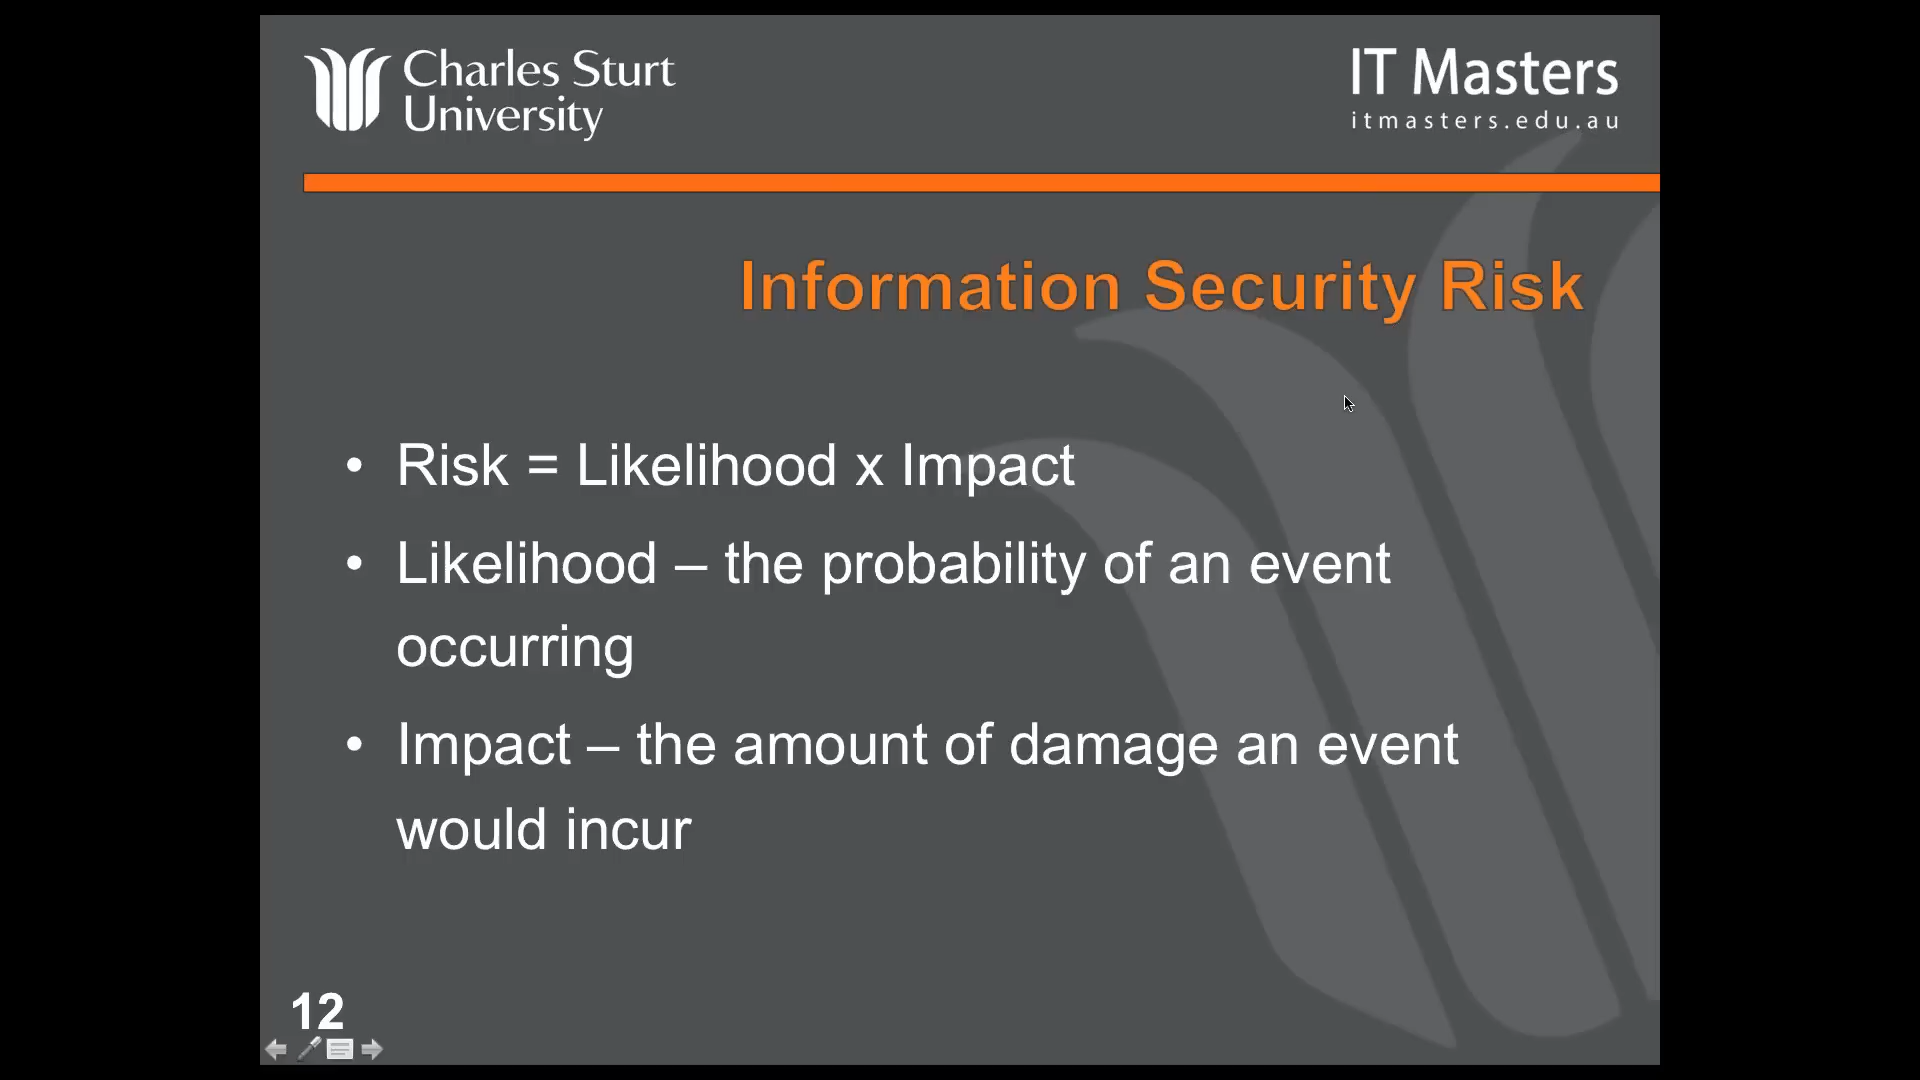 Charles Sturt
University
IT Masters
itmasters.edu.au
Information Security Risk
• Risk = Likelihood x Impact
• Likelihood – the probability of an event
occurring
• Impact – the amount of damage an event
would incur
12